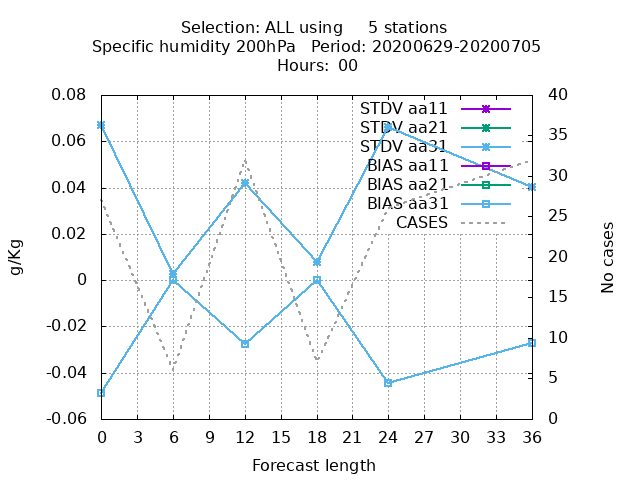 Selection: ALL using     5 stations
Specific humidity 200hPa   Period: 20200629-20200705
Hours: 00
STDV aa11
STDV aa21
STDV aa31
BIAS aa11
BIAS aa21
BIAS aa31
CASES
0.08
0.06
0.04
0.02
0
-0.02
-0.04
-0.06
g/Kg
40
35
30
25
20
15
10
5
0
No cases
0 3 6 9 12 15 18 21 24 27 30 33 36
Forecast length